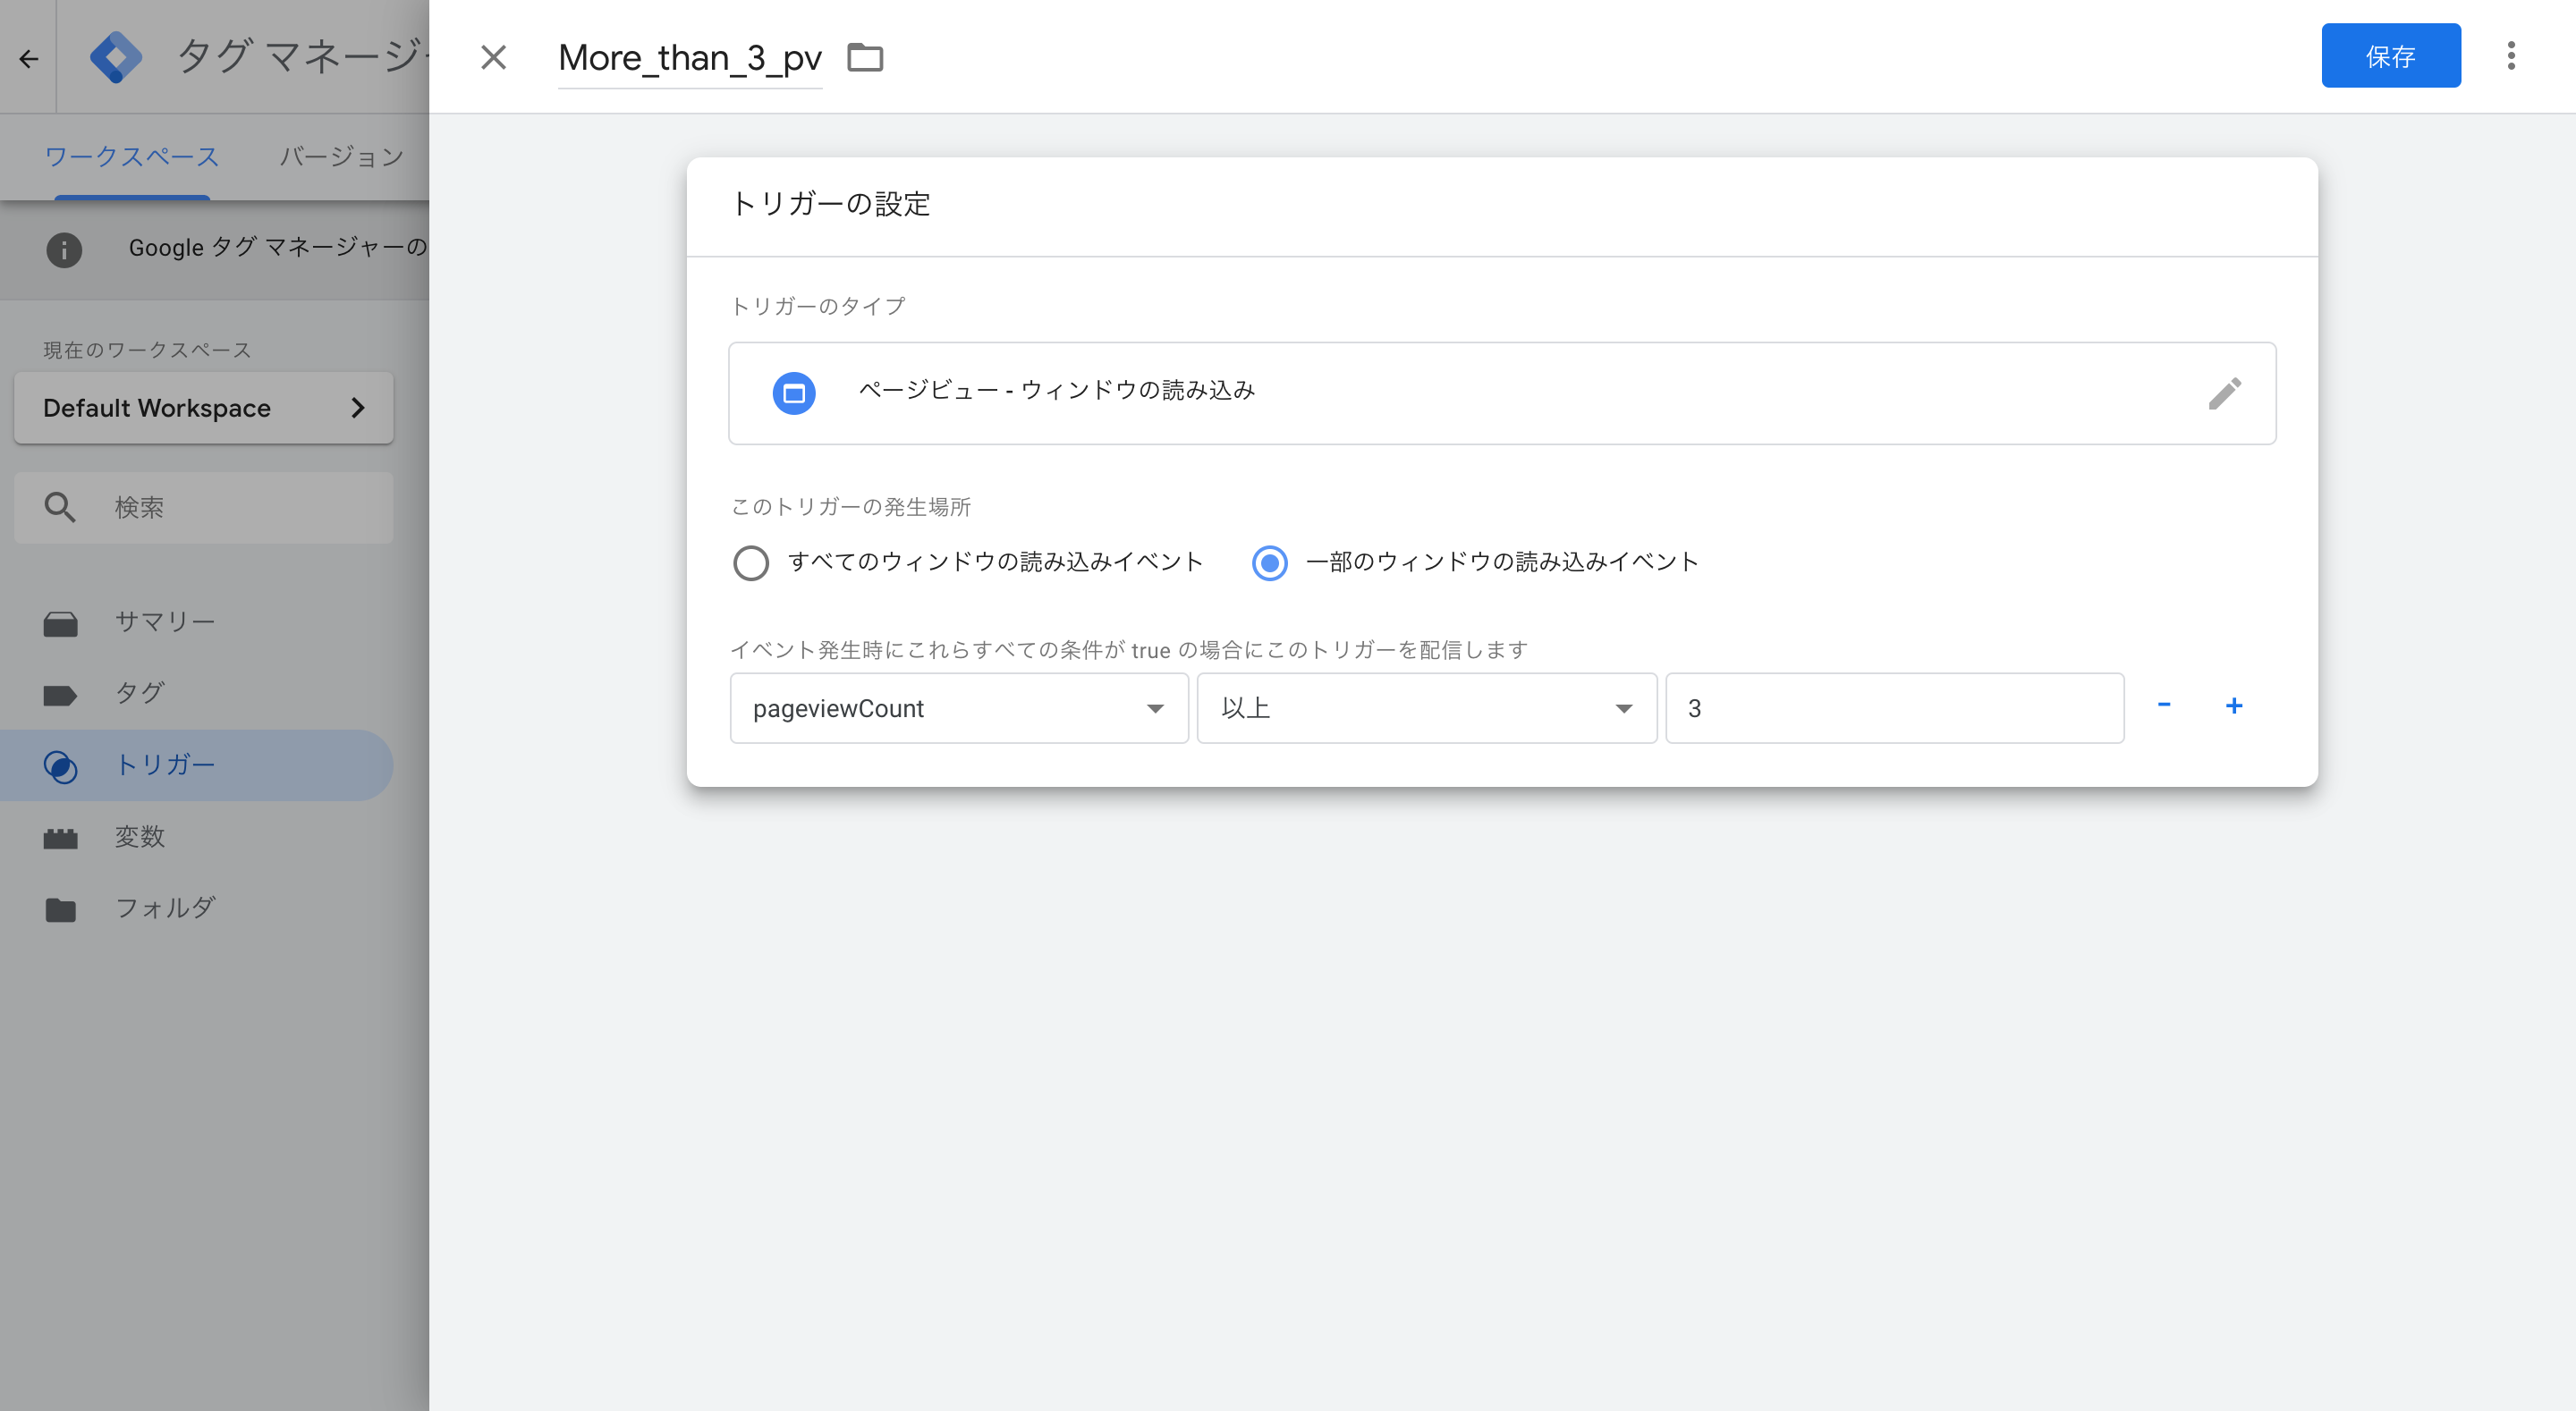 タグ マネージ
More_than_3_pv
保存
ワークスペース
バージョン
Google タグ マネージャーの
現在のワークスペース
Default Workspace
検索
サマリー
タグ
トリガー
変数
フォルダ
トリガーの設定
トリガーのタイプ
ページビュー - ウィンドウの読み込み
このトリガーの発生場所
すべてのウィンドウの読み込みイベント
一部のウィンドウの読み込みイベント
イベント発生時にこれらすべての条件が true の場合にこのトリガーを配信します
pageviewCount
以上
3